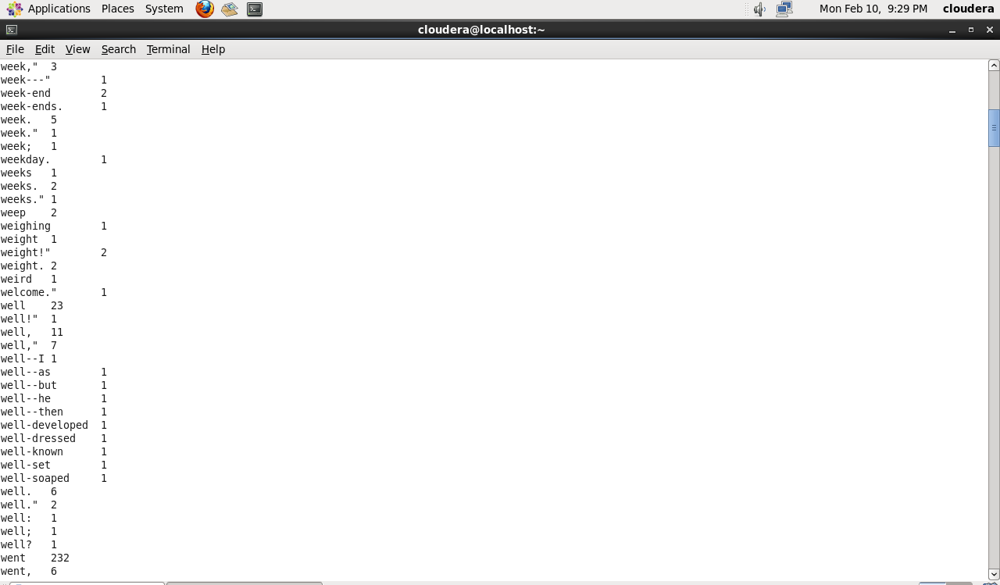 Applications Places System Mon Feb 10, 9:29 PM cloudera
cloudera@localhost:~
File Edit View Search Terminal Help
week," 3
week---" 1
week-end 2
week-ends. 1
week. 5
week." 1
week; 1
weekday. 1
weeks 1
weeks. 2
weeks." 1
weep 2
weighing 1
weight 1
weight!" 2
weight. 2
weird 1
welcome." 1
well 23
well!" 1
well, 11
well," 7
well--I 1
well--as 1
well--but 1
well--he 1
well--then 1
well-developed 1
well-dressed 1
well-known 1
well-set 1
well-soaped 1
well. 6
well." 2
well: 1
well; 1
well? 1
went 232
went, 6